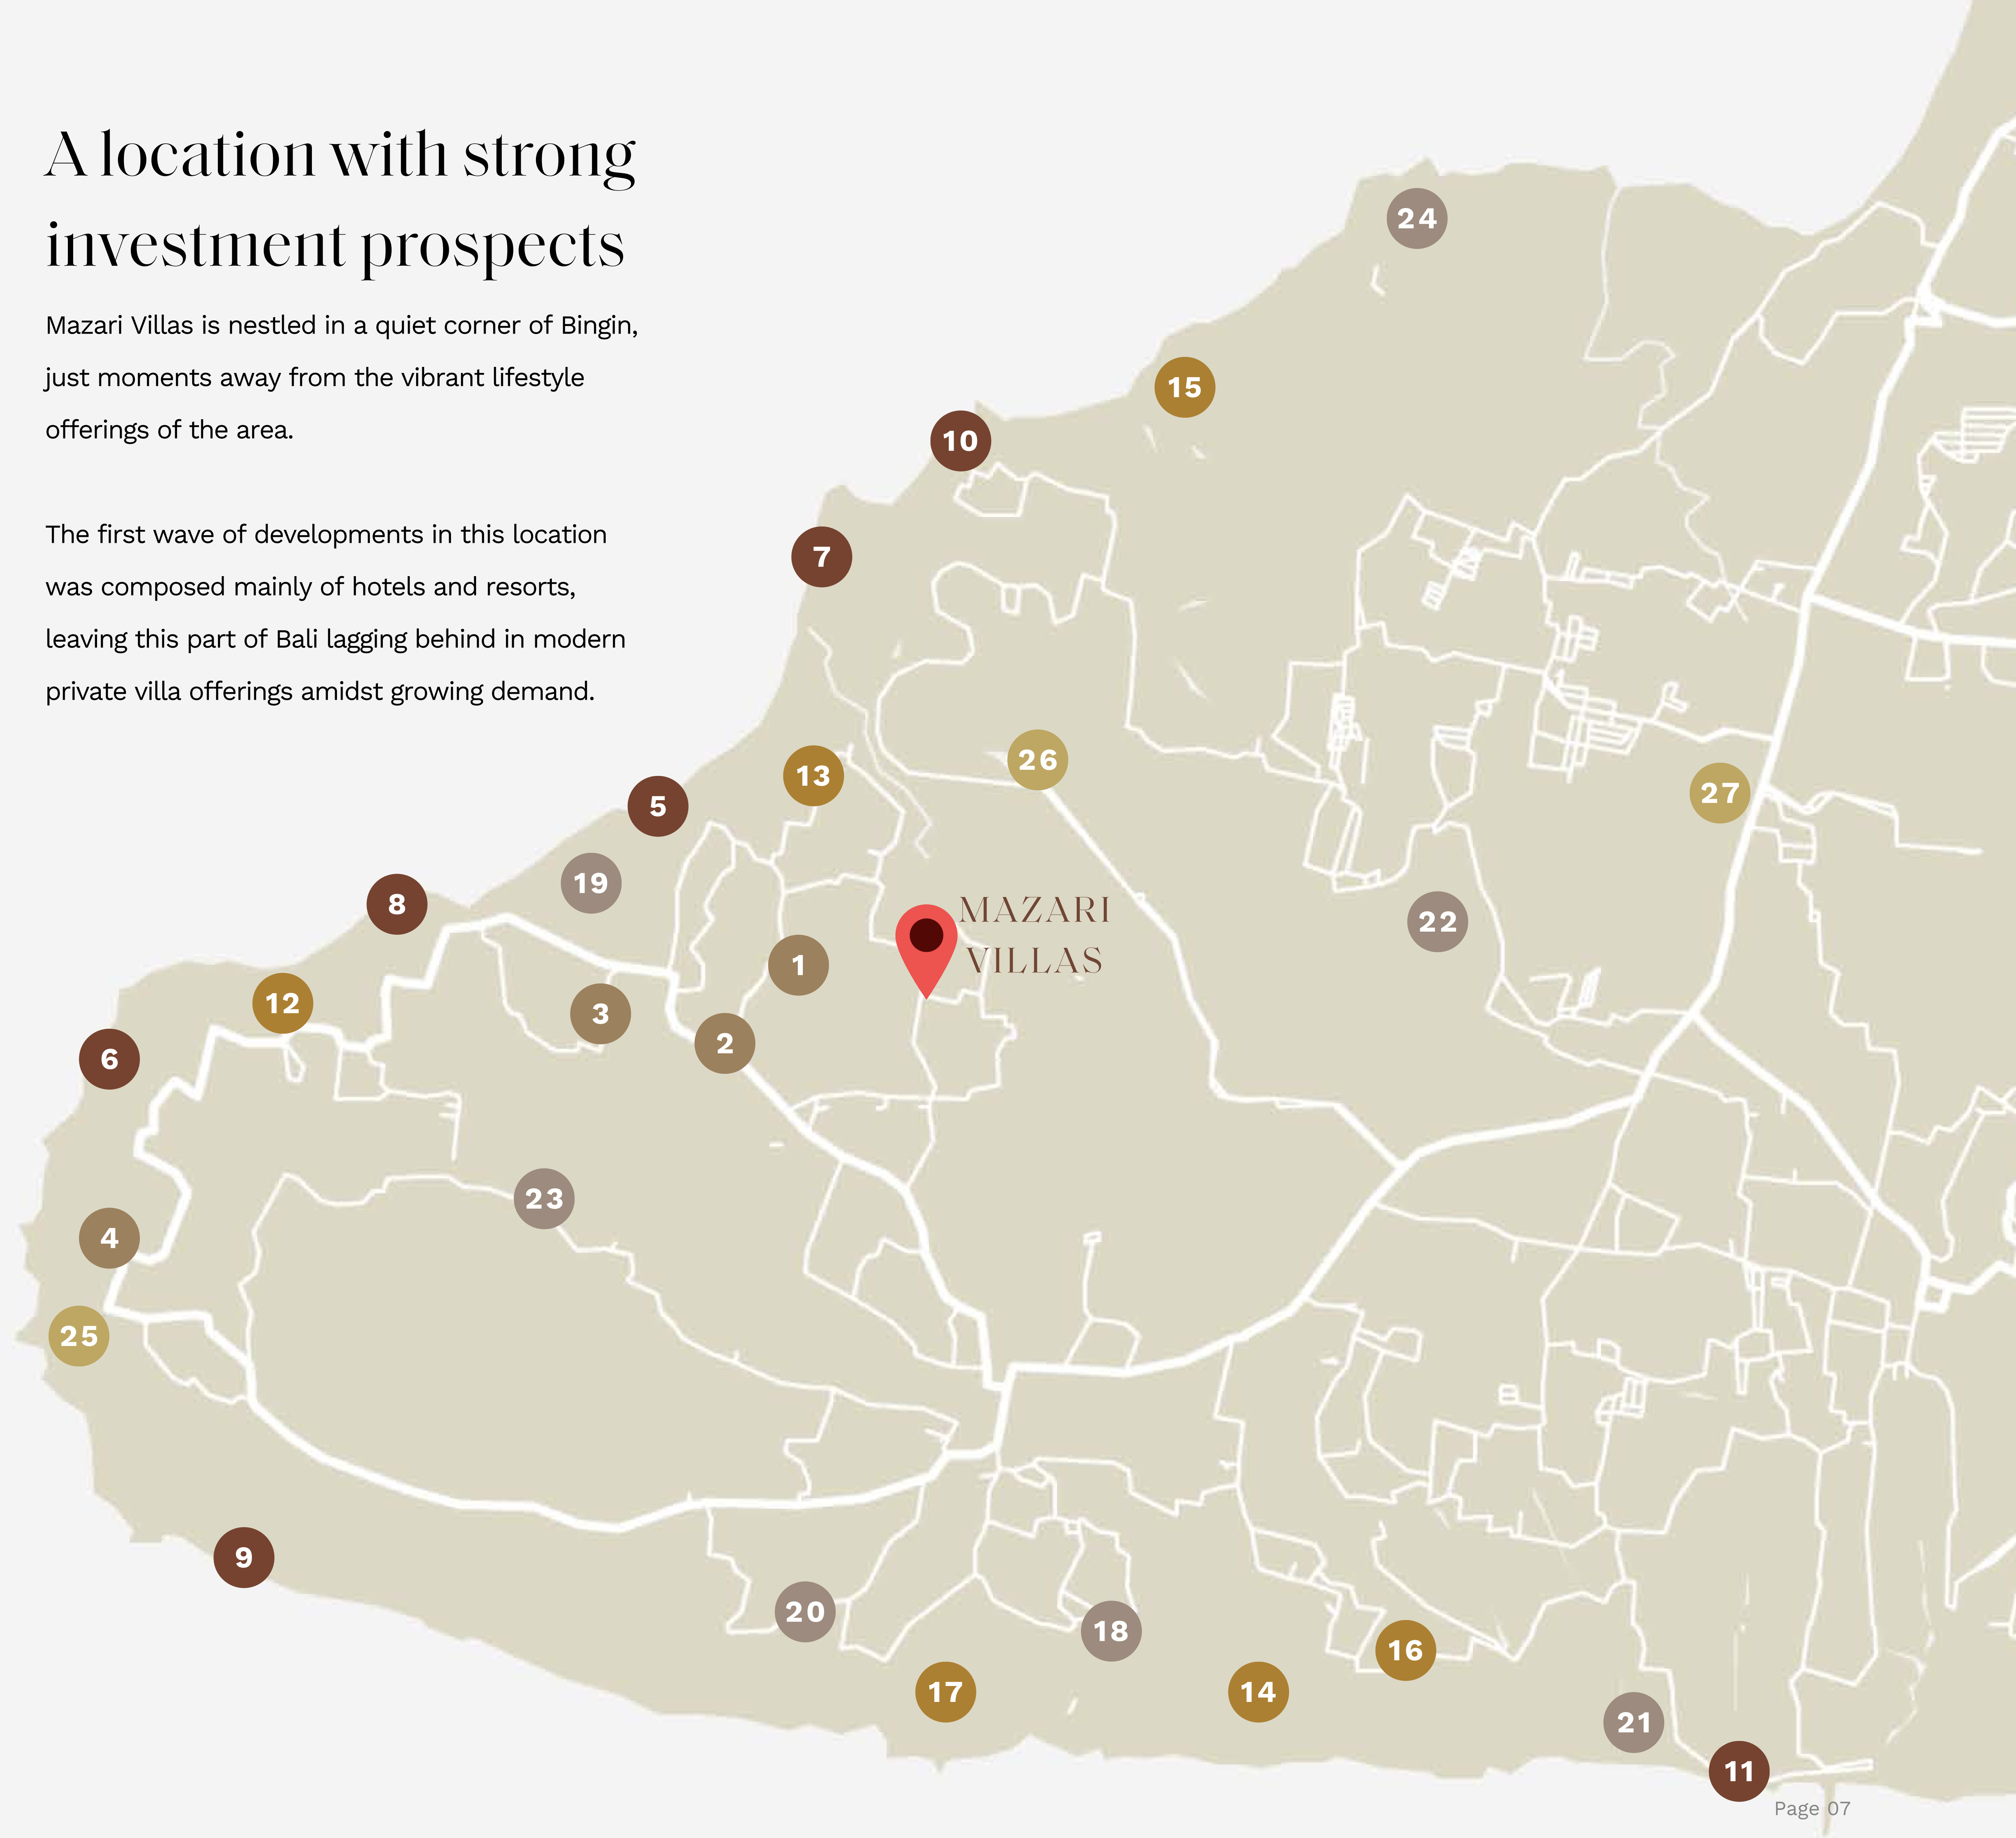 A location with strong
investment prospects
Mazari Villas is nestled in a quiet corner of Bingin,
just moments away from the vibrant lifestyle
offerings of the area.
The first wave of developments in this location
was composed mainly of hotels and resorts,
leaving this part of Bali lagging behind in modern
private villa offerings amidst growing demand.
24
15
10
7
26
13
27
5
19
8
MAZARI
VILLAS
22
1
12
3
2
6
23
4
25
9
20
18
16
17
14
21
11
Page 07